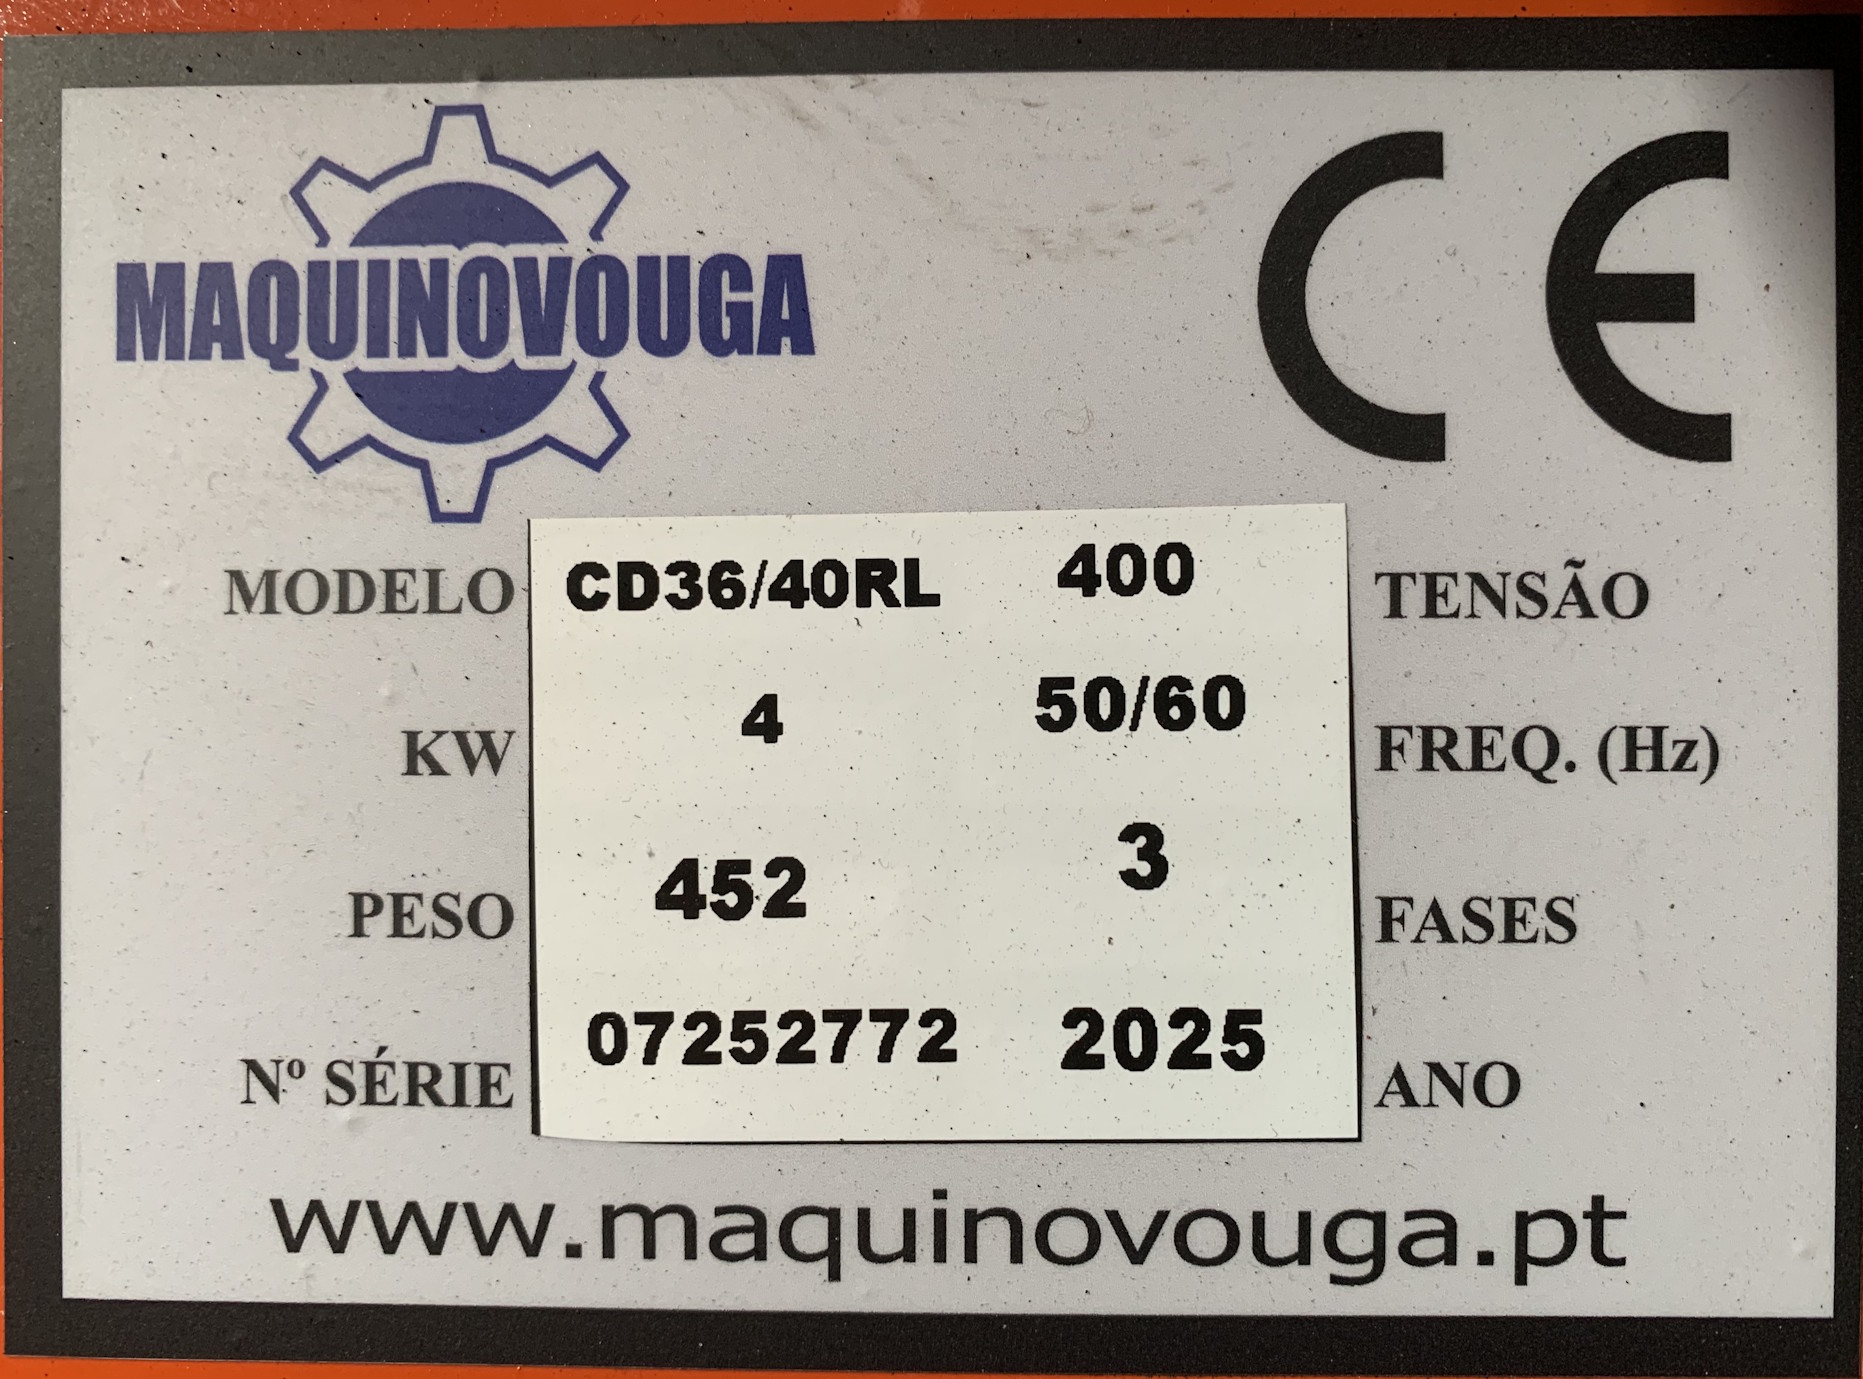 MAQUINOVOUGA
CE
MODELO CD36/40RL 400 TENSÃO
KW 4 50/60 FREQ. (Hz)
PESO 452 3 FASES
Nº SÉRIE 07252772 2025 ANO
www.maquinovouga.pt